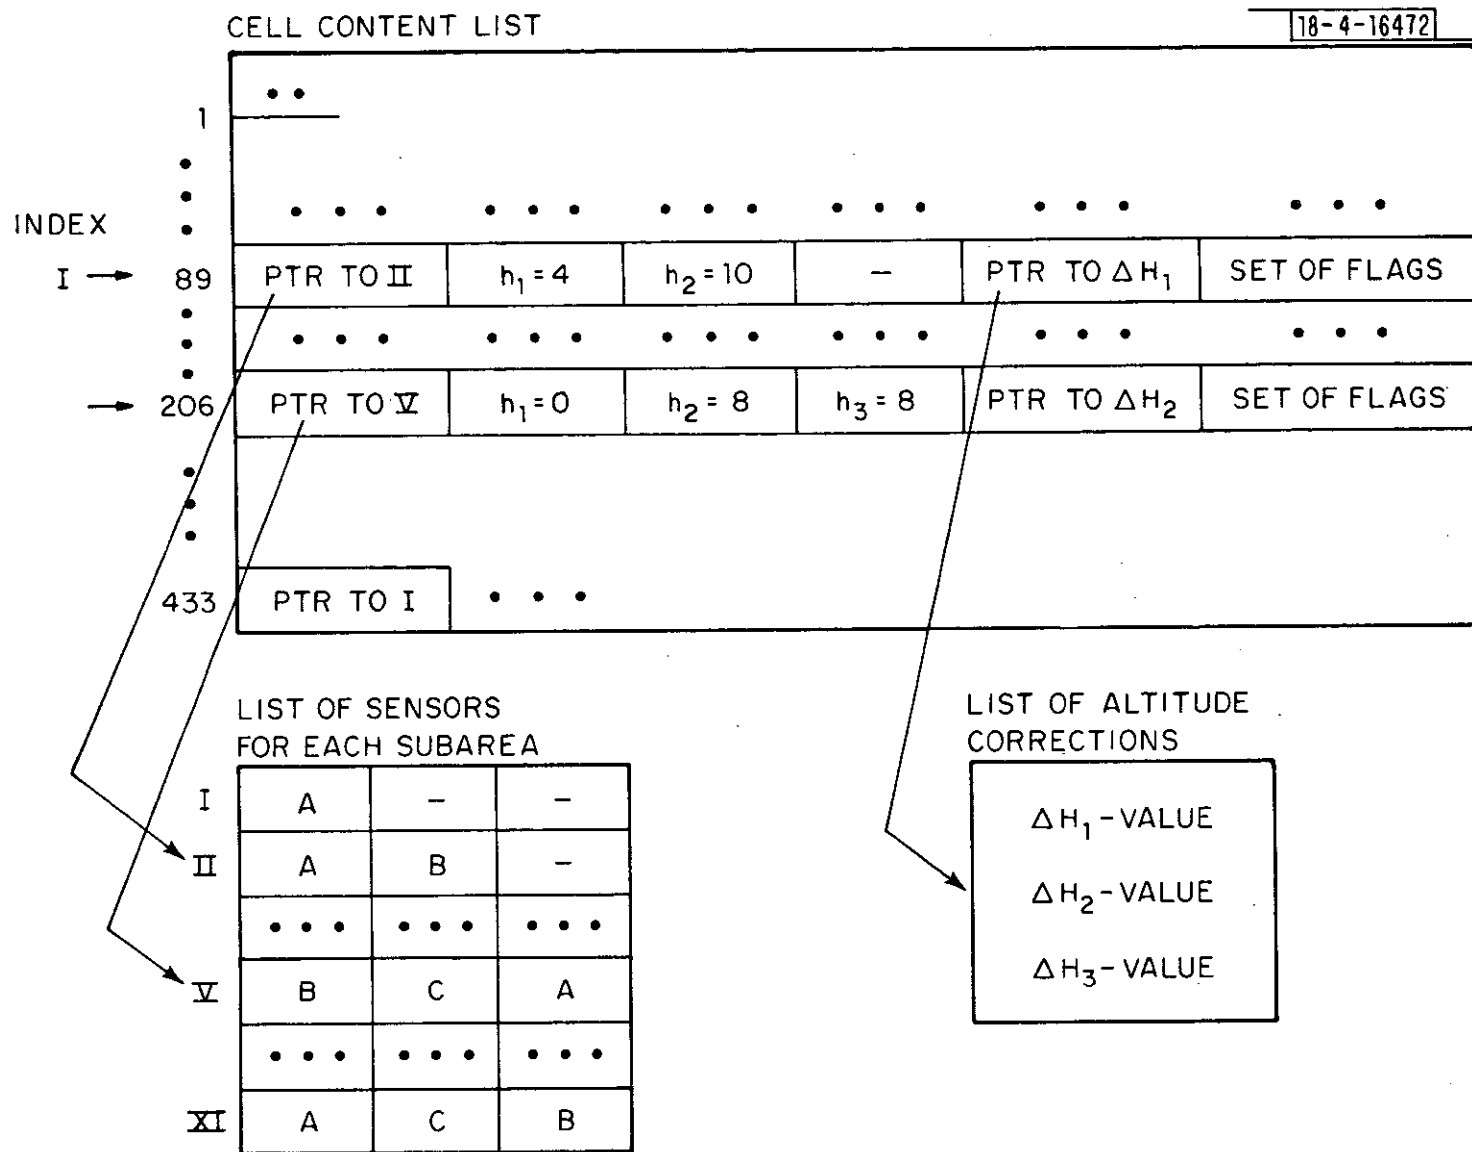 CELL CONTENT LIST
18-4-16472
• •
1
•
•
• • • • • • • • • • • • • • • • • •
INDEX •
I → 89 PTR TO II h₁ = 4 h₂ = 10 – PTR TO ΔH₁ SET OF FLAGS
•
• • • • • • • • • • • • • • • • • • •
•
→ 206 PTR TO V h₁ = 0 h₂ = 8 h₃ = 8 PTR TO ΔH₂ SET OF FLAGS
•
•
•
433 PTR TO I • • •
LIST OF SENSORS
FOR EACH SUBAREA
I A – –
II A B –
• • • • • • • • •
V B C A
• • • • • • • • •
XI A C B
LIST OF ALTITUDE
CORRECTIONS
ΔH₁ – VALUE
ΔH₂ – VALUE
ΔH₃ – VALUE